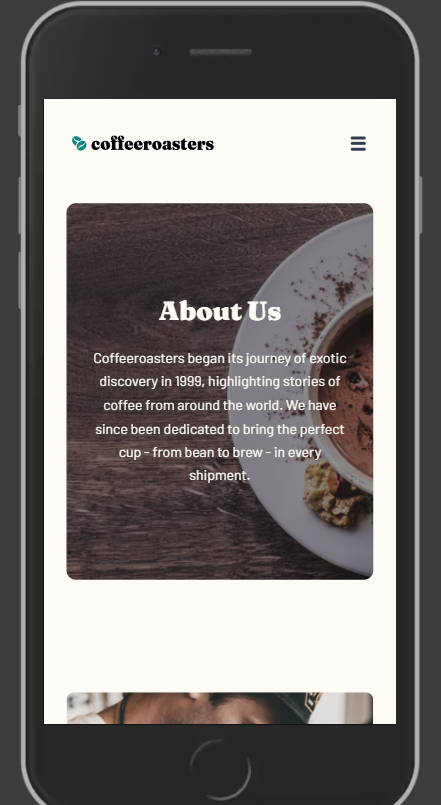 coffeeroasters
About Us
Coffeeroasters began its journey of exotic
discovery in 1999, highlighting stories of
coffee from around the world. We have
since been dedicated to bring the perfect
cup - from bean to brew - in every
shipment.